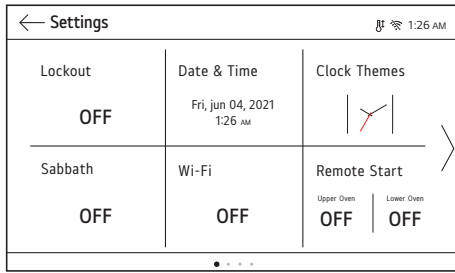 Settings
1:26 AM
Lockout
OFF
Date & Time
Fri, jun 04, 2021
1:26 AM
Clock Themes
Sabbath
OFF
Wi-Fi
OFF
Remote Start
Upper Oven
OFF
Lower Oven
OFF